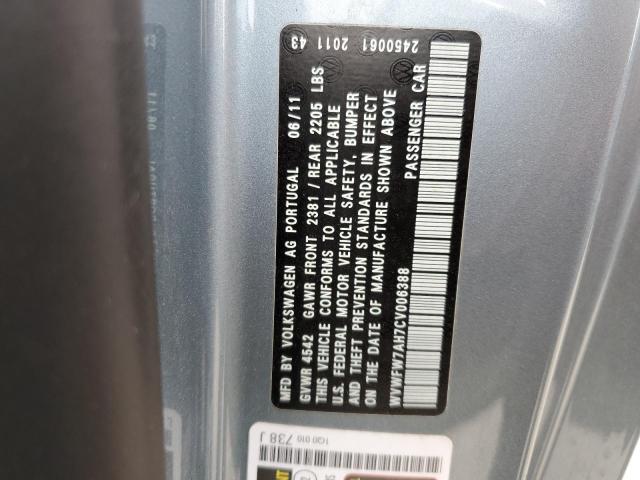 43 2011 2450061
MFD BY VOLKSWAGEN AG PORTUGAL 06/11
GVWR 4542 GAWR FRONT 2381 / REAR 2205 LBS
THIS VEHICLE CONFORMS TO ALL APPLICABLE
U.S. FEDERAL MOTOR VEHICLE SAFETY, BUMPER
AND THEFT PREVENTION STANDARDS IN EFFECT
ON THE DATE OF MANUFACTURE SHOWN ABOVE
WVWFW7AH7CV006388 PASSENGER CAR
1Q0 010 738 J